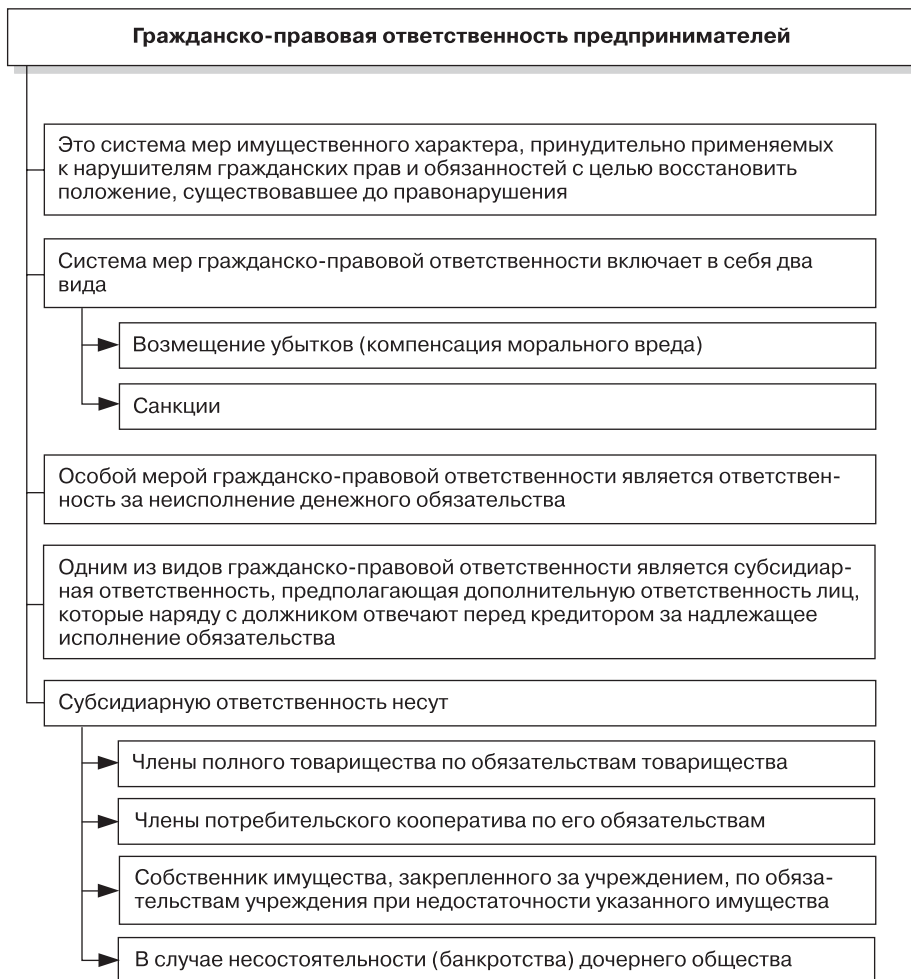 Гражданско-правовая ответственность предпринимателей
Это система мер имущественного характера, принудительно применяемых
к нарушителям гражданских прав и обязанностей с целью восстановить
положение, существовавшее до правонарушения
Система мер гражданско-правовой ответственности включает в себя два
вида
Возмещение убытков (компенсация морального вреда)
Санкции
Особой мерой гражданско-правовой ответственности является ответствен-
ность за неисполнение денежного обязательства
Одним из видов гражданско-правовой ответственности является субсидиар-
ная ответственность, предполагающая дополнительную ответственность лиц,
которые наряду с должником отвечают перед кредитором за надлежащее
исполнение обязательства
Субсидиарную ответственность несут
Члены полного товарищества по обязательствам товарищества
Члены потребительского кооператива по его обязательствам
Собственник имущества, закрепленного за учреждением, по обяза-
тельствам учреждения при недостаточности указанного имущества
В случае несостоятельности (банкротства) дочернего общества